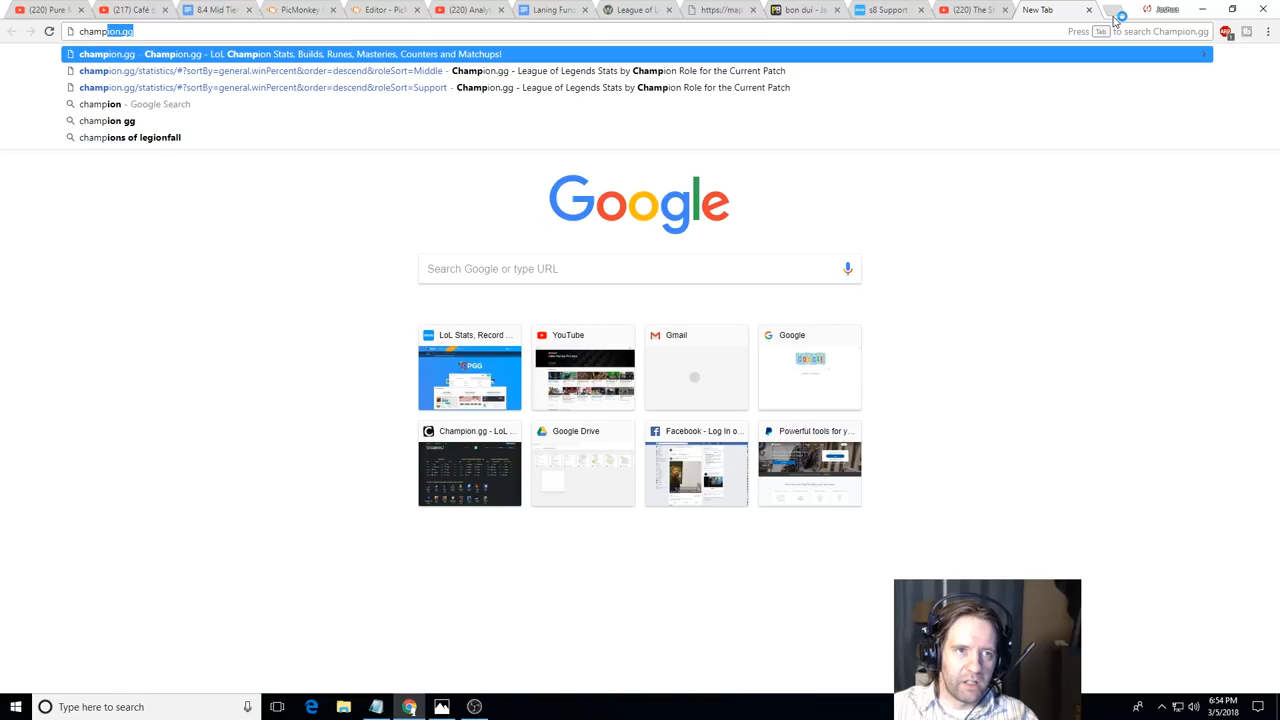 (220) Pure M
(217) Café d
8.4 Mid Tier
PicMonkey
Editor - PicM
(220) Analys
Laning Fund
League of L
https://map
bon dui - Ja
s8 Support
(220) The S
New Tab
Joshua
champion.gg
Press Tab to search Champion.gg
champion.gg - Champion.gg - LoL Champion Stats, Builds, Runes, Masteries, Counters and Matchups!
champion.gg/statistics/#?sortBy=general.winPercent&order=descend&roleSort=Middle - Champion.gg - League of Legends Stats by Champion Role for the Current Patch
champion.gg/statistics/#?sortBy=general.winPercent&order=descend&roleSort=Support - Champion.gg - League of Legends Stats by Champion Role for the Current Patch
champion - Google Search
champion gg
champions of legionfall
Google
Search Google or type URL
LoL Stats, Record ...
YouTube
Gmail
Google
Champion.gg - LoL ...
Google Drive
Facebook - Log In o...
Powerful tools for y...
Type here to search
6:54 PM
3/5/2018